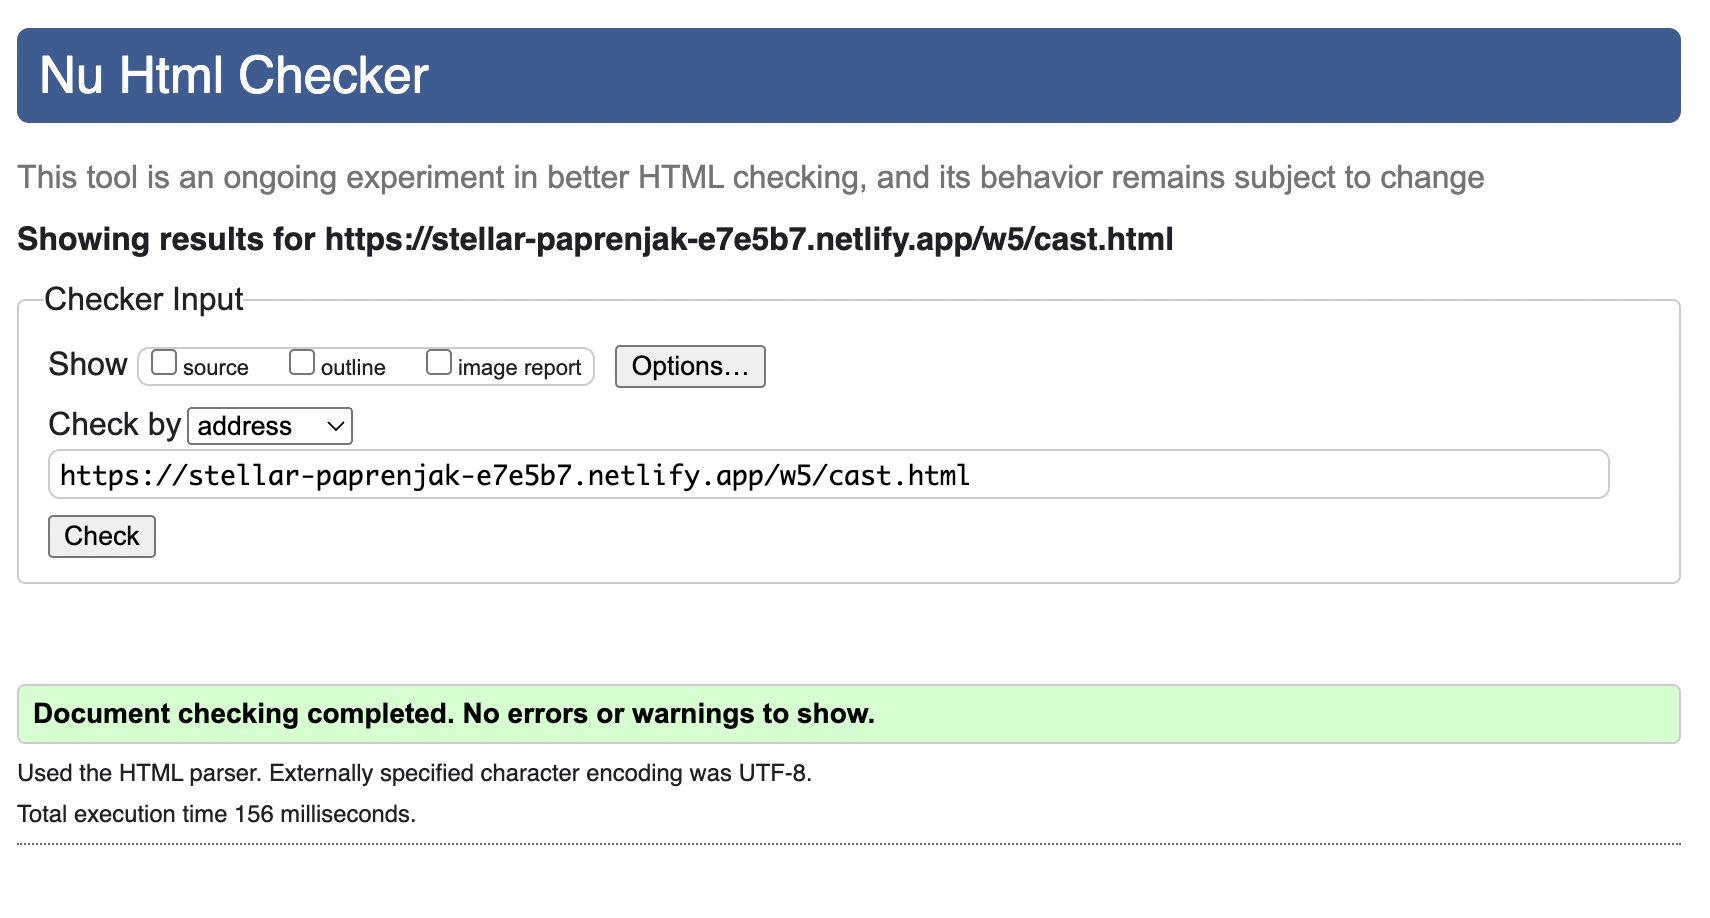 Nu Html Checker
This tool is an ongoing experiment in better HTML checking, and its behavior remains subject to change
Showing results for https://stellar-paprenjak-e7e5b7.netlify.app/w5/cast.html
Checker Input
Show source outline image report Options…
Check by address
https://stellar-paprenjak-e7e5b7.netlify.app/w5/cast.html
Check
Document checking completed. No errors or warnings to show.
Used the HTML parser. Externally specified character encoding was UTF-8.
Total execution time 156 milliseconds.